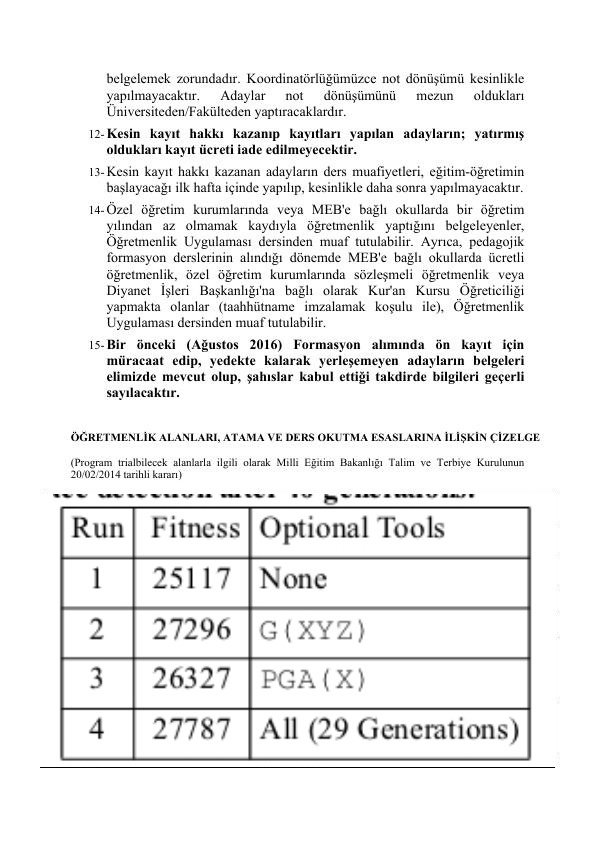 belgelemek zorundadır. Koordinatörlüğümüzce not dönüşümü kesinlikle
yapılmayacaktır. Adaylar not dönüşümünü mezun oldukları
Üniversiteden/Fakülteden yaptıracaklardır.
12- Kesin kayıt hakkı kazanıp kayıtları yapılan adayların; yatırmış
oldukları kayıt ücreti iade edilmeyecektir.
13- Kesin kayıt hakkı kazanan adayların ders muafiyetleri, eğitim-öğretimin
başlayacağı ilk hafta içinde yapılıp, kesinlikle daha sonra yapılmayacaktır.
14- Özel öğretim kurumlarında veya MEB'e bağlı okullarda bir öğretim
yılından az olmamak kaydıyla öğretmenlik yaptığını belgeleyenler,
Öğretmenlik Uygulaması dersinden muaf tutulabilir. Ayrıca, pedagojik
formasyon derslerinin alındığı dönemde MEB'e bağlı okullarda ücretli
öğretmenlik, özel öğretim kurumlarında sözleşmeli öğretmenlik veya
Diyanet İşleri Başkanlığı'na bağlı olarak Kur'an Kursu Öğreticiliği
yapmakta olanlar (taahhütname imzalamak koşulu ile), Öğretmenlik
Uygulaması dersinden muaf tutulabilir.
15- Bir önceki (Ağustos 2016) Formasyon alımında ön kayıt için
müracaat edip, yedekte kalarak yerleşemeyen adayların belgeleri
elimizde mevcut olup, şahıslar kabul ettiği takdirde bilgileri geçerli
sayılacaktır.
ÖĞRETMENLİK ALANLARI, ATAMA VE DERS OKUTMA ESASLARINA İLİŞKİN ÇİZELGE
(Program trialbilecek alanlarla ilgili olarak Milli Eğitim Bakanlığı Talim ve Terbiye Kurulunun
20/02/2014 tarihli kararı)
Run Fitness Optional Tools
1 25117 None
2 27296 G(XYZ)
3 26327 PGA(X)
4 27787 All (29 Generations)